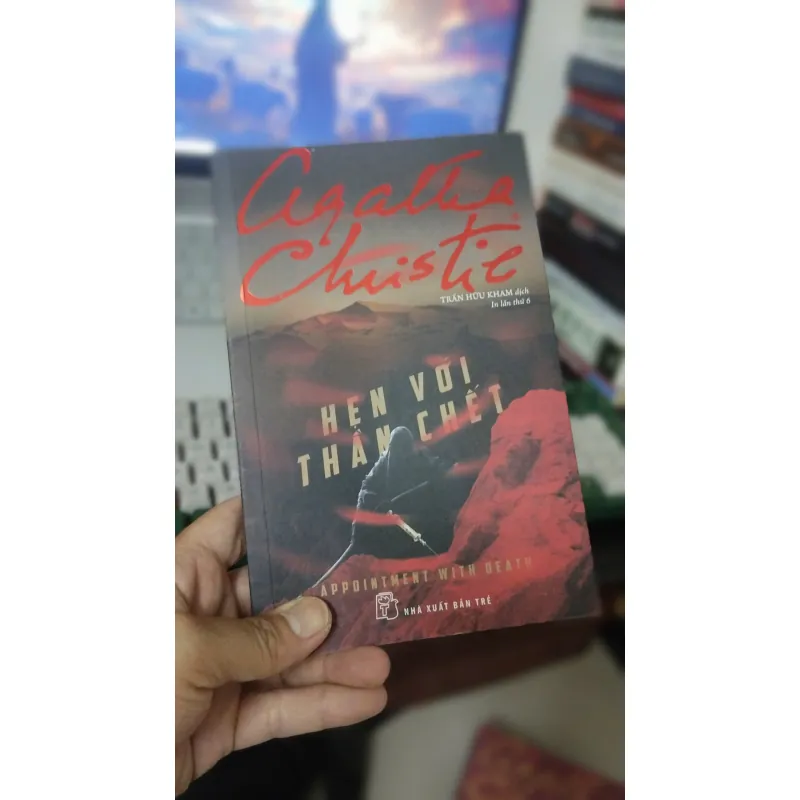 Agatha
Christie
TRẦN HỮU KHAM dịch
In lần thứ 6
HẸN VỚI
THẦN CHẾT
APPOINTMENT WITH DEATH
NHÀ XUẤT BẢN TRẺ